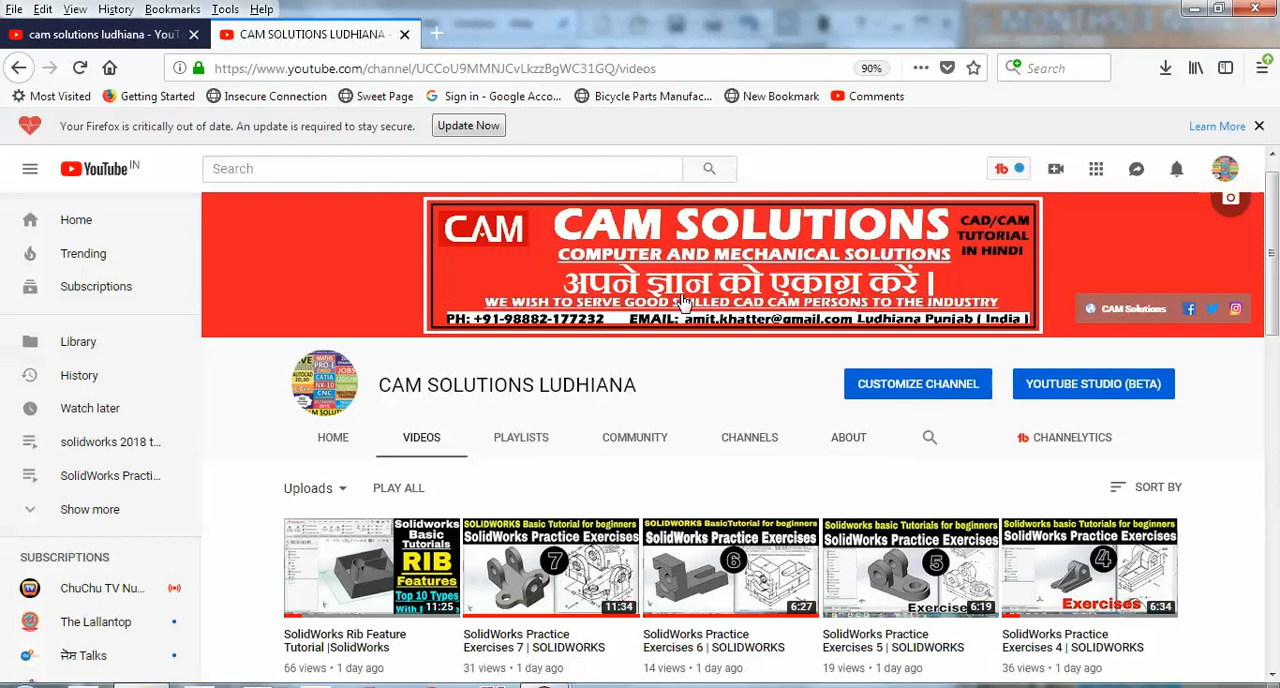 File Edit View History Bookmarks Tools Help
cam solutions ludhiana - YouT
CAM SOLUTIONS LUDHIANA -
https://www.youtube.com/channel/UCCoU9MMNJCvLkzzBgWC31GQ/videos
90%
Search
Most Visited
Getting Started
Insecure Connection
Sweet Page
Sign in - Google Acco...
Bicycle Parts Manufac...
New Bookmark
Comments
Your Firefox is critically out of date. An update is required to stay secure.
Update Now
Learn More
YouTube IN
Search
CAM
CAM SOLUTIONS
COMPUTER AND MECHANICAL SOLUTIONS
अपने ज्ञान को एकाग्र करें |
WE WISH TO SERVE GOOD SKILLED CAD CAM PERSONS TO THE INDUSTRY
PH: +91-98882-177232 EMAIL: amit.khatter@gmail.com Ludhiana Punjab ( India )
CAD/CAM
TUTORIAL
IN HINDI
CAM Solutions
Home
Trending
Subscriptions
Library
History
Watch later
solidworks 2018 t...
SolidWorks Practi...
Show more
SUBSCRIPTIONS
ChuChu TV Nu...
The Lallantop
नेस Talks
CAM SOLUTIONS LUDHIANA
CUSTOMIZE CHANNEL
YOUTUBE STUDIO (BETA)
HOME
VIDEOS
PLAYLISTS
COMMUNITY
CHANNELS
ABOUT
CHANNELYTICS
Uploads
PLAY ALL
SORT BY
Solidworks
Basic
Tutorials
RIB
Features
Top 10 Types
11:25
SolidWorks Rib Feature
Tutorial |SolidWorks
66 views • 1 day ago
SOLIDWORKS Basic Tutorial for beginners
SolidWorks Practice Exercises
7
11:34
SolidWorks Practice
Exercises 7 | SOLIDWORKS
31 views • 1 day ago
SOLIDWORKS Basic Tutorial for beginners
SolidWorks Practice Exercises
6
6:27
SolidWorks Practice
Exercises 6 | SOLIDWORKS
14 views • 1 day ago
Solidworks basic Tutorials for beginners
SolidWorks Practice Exercises
5
Exercise
6:19
SolidWorks Practice
Exercises 5 | SOLIDWORKS
19 views • 1 day ago
Solidworks basic Tutorials for beginners
SolidWorks Practice Exercises
4
Exercises
6:34
SolidWorks Practice
Exercises 4 | SOLIDWORKS
36 views • 1 day ago